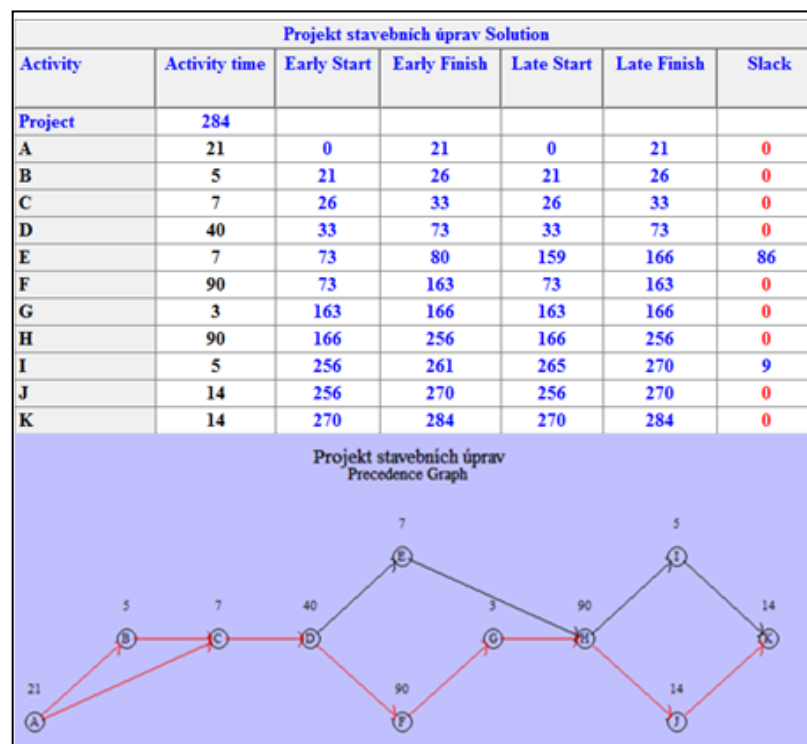 Projekt stavebních úprav Solution
Activity Activity time Early Start Early Finish Late Start Late Finish Slack
Project 284
A 21 0 21 0 21 0
B 5 21 26 21 26 0
C 7 26 33 26 33 0
D 40 33 73 33 73 0
E 7 73 80 159 166 86
F 90 73 163 73 163 0
G 3 163 166 163 166 0
H 90 166 256 166 256 0
I 5 256 261 265 270 9
J 14 256 270 256 270 0
K 14 270 284 270 284 0
Projekt stavebních úprav
Precedence Graph
7 5
E I
5 7 40 3 90 14
B C D G H K
21 90 14
A F J